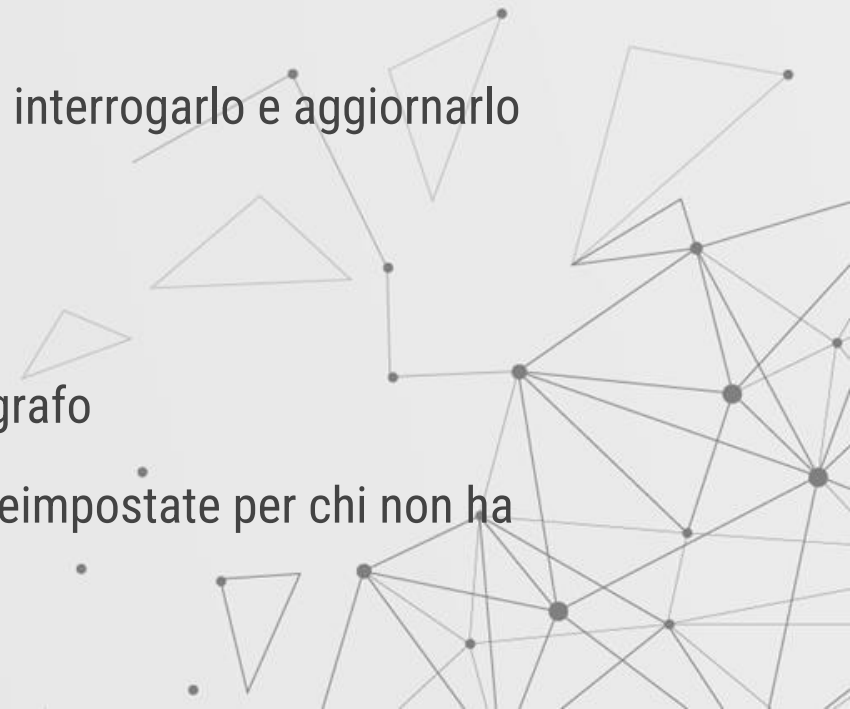 interrogarlo e aggiornarlo
grafo
eimpostate per chi non ha